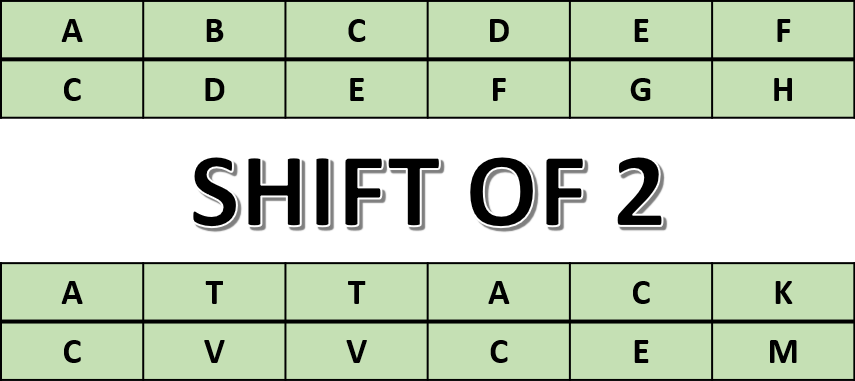 A B C D E F
C D E F G H
SHIFT OF 2
A T T A C K
C V V C E M